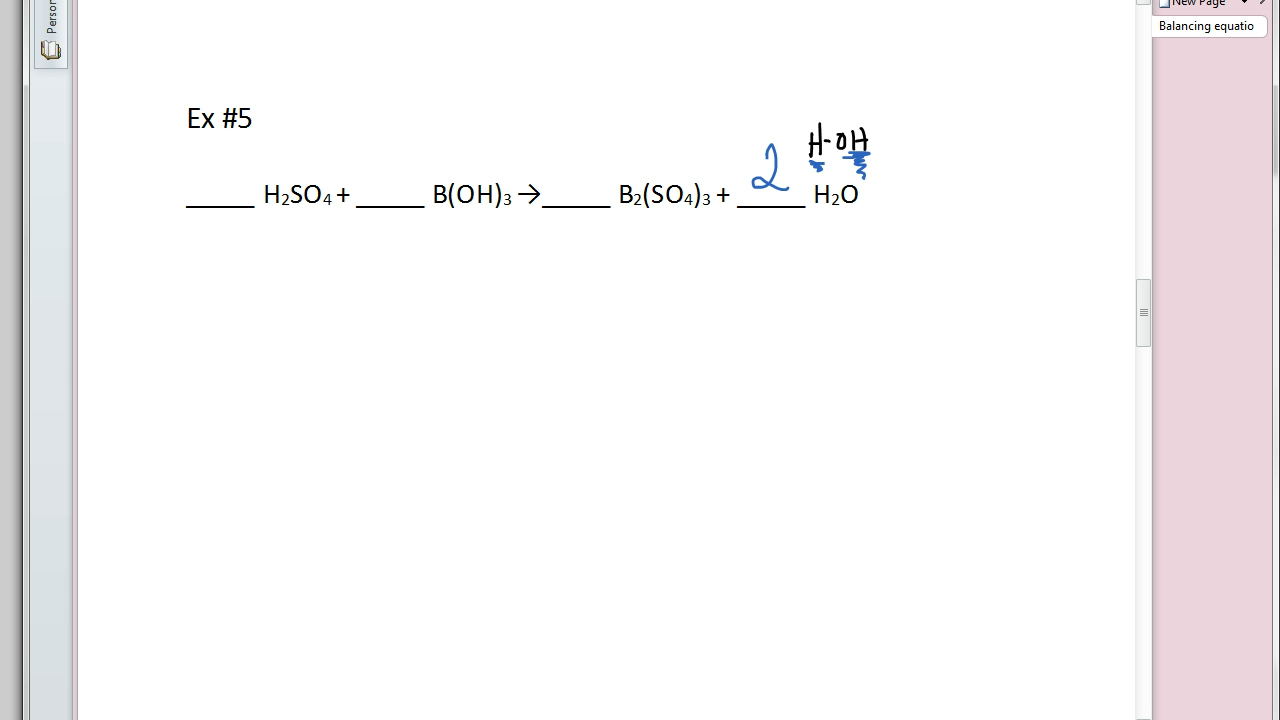 New Page
Person
Balancing equatio
Ex #5
H-OH
2
_____ H₂SO₄ + _____ B(OH)₃ →_____ B₂(SO₄)₃ + _____ H₂O